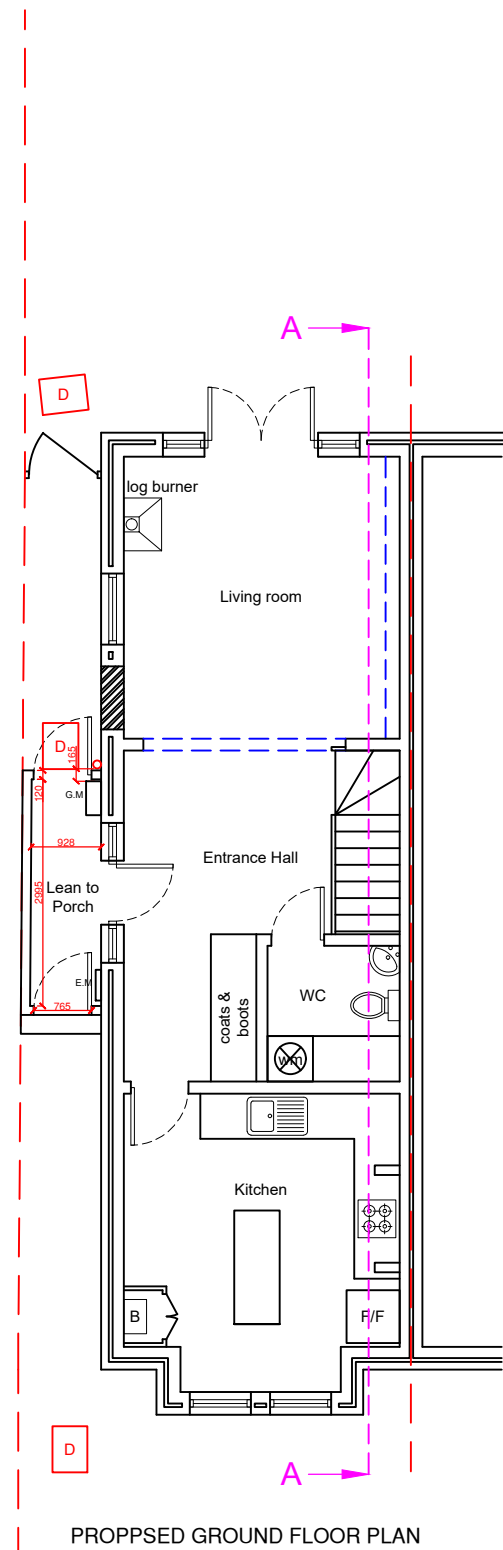 A
D
log burner
Living room
D
165
120
G.M
928
Entrance Hall
2995
Lean to
Porch
E.M
765
coats &
boots
WC
wm
Kitchen
B
F/F
D
A
PROPPSED GROUND FLOOR PLAN